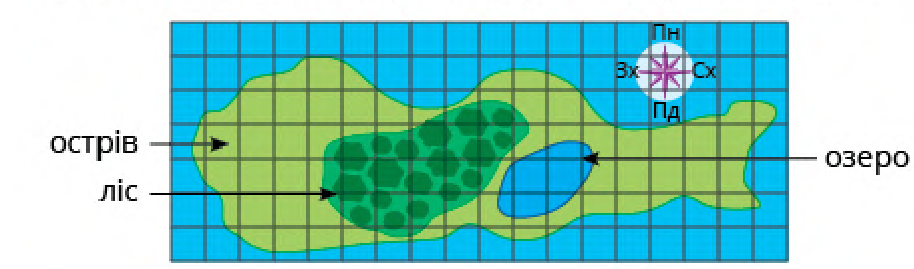 Пн
Зх Сх
Пд
острів
озеро
ліс